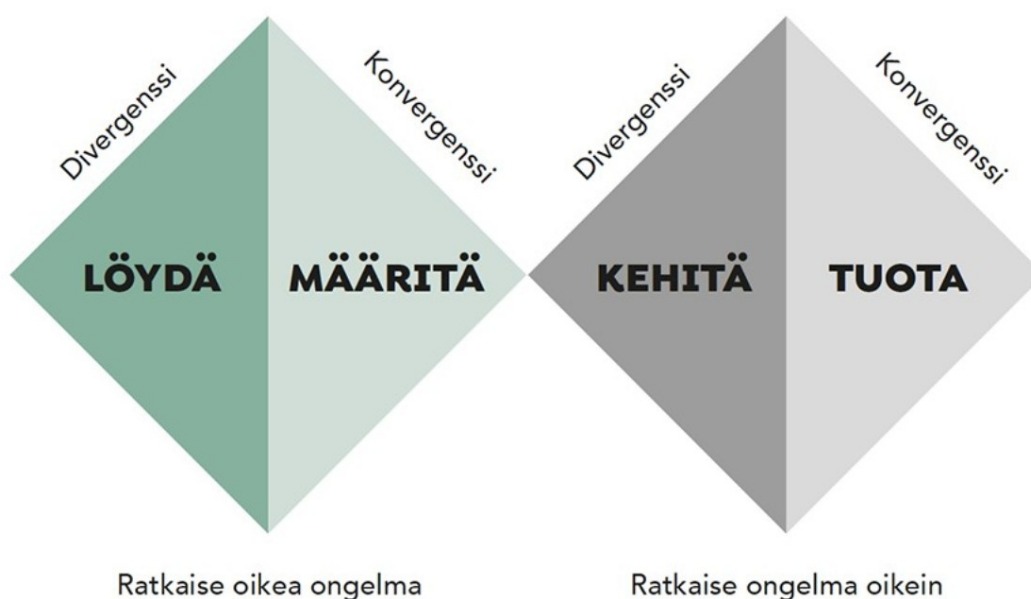 Divergenssi
Konvergenssi
LÖYDÄ
MÄÄRITÄ
Ratkaise oikea ongelma
Divergenssi
Konvergenssi
KEHITÄ
TUOTA
Ratkaise ongelma oikein